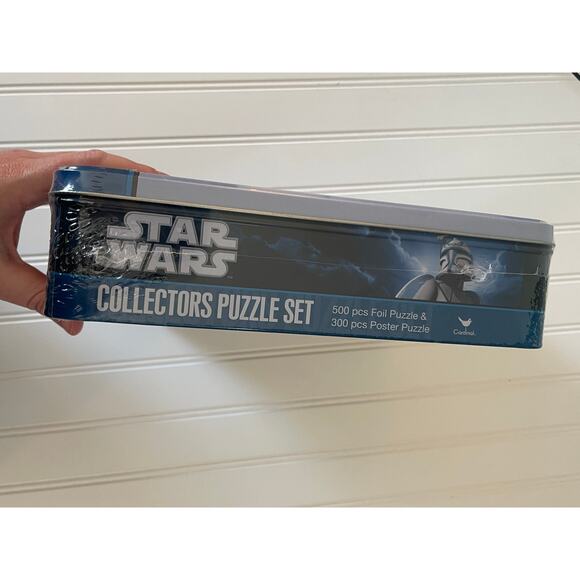 STAR
WARS
COLLECTORS PUZZLE SET
500 pcs Foil Puzzle &
300 pcs Poster Puzzle
Cardinal.